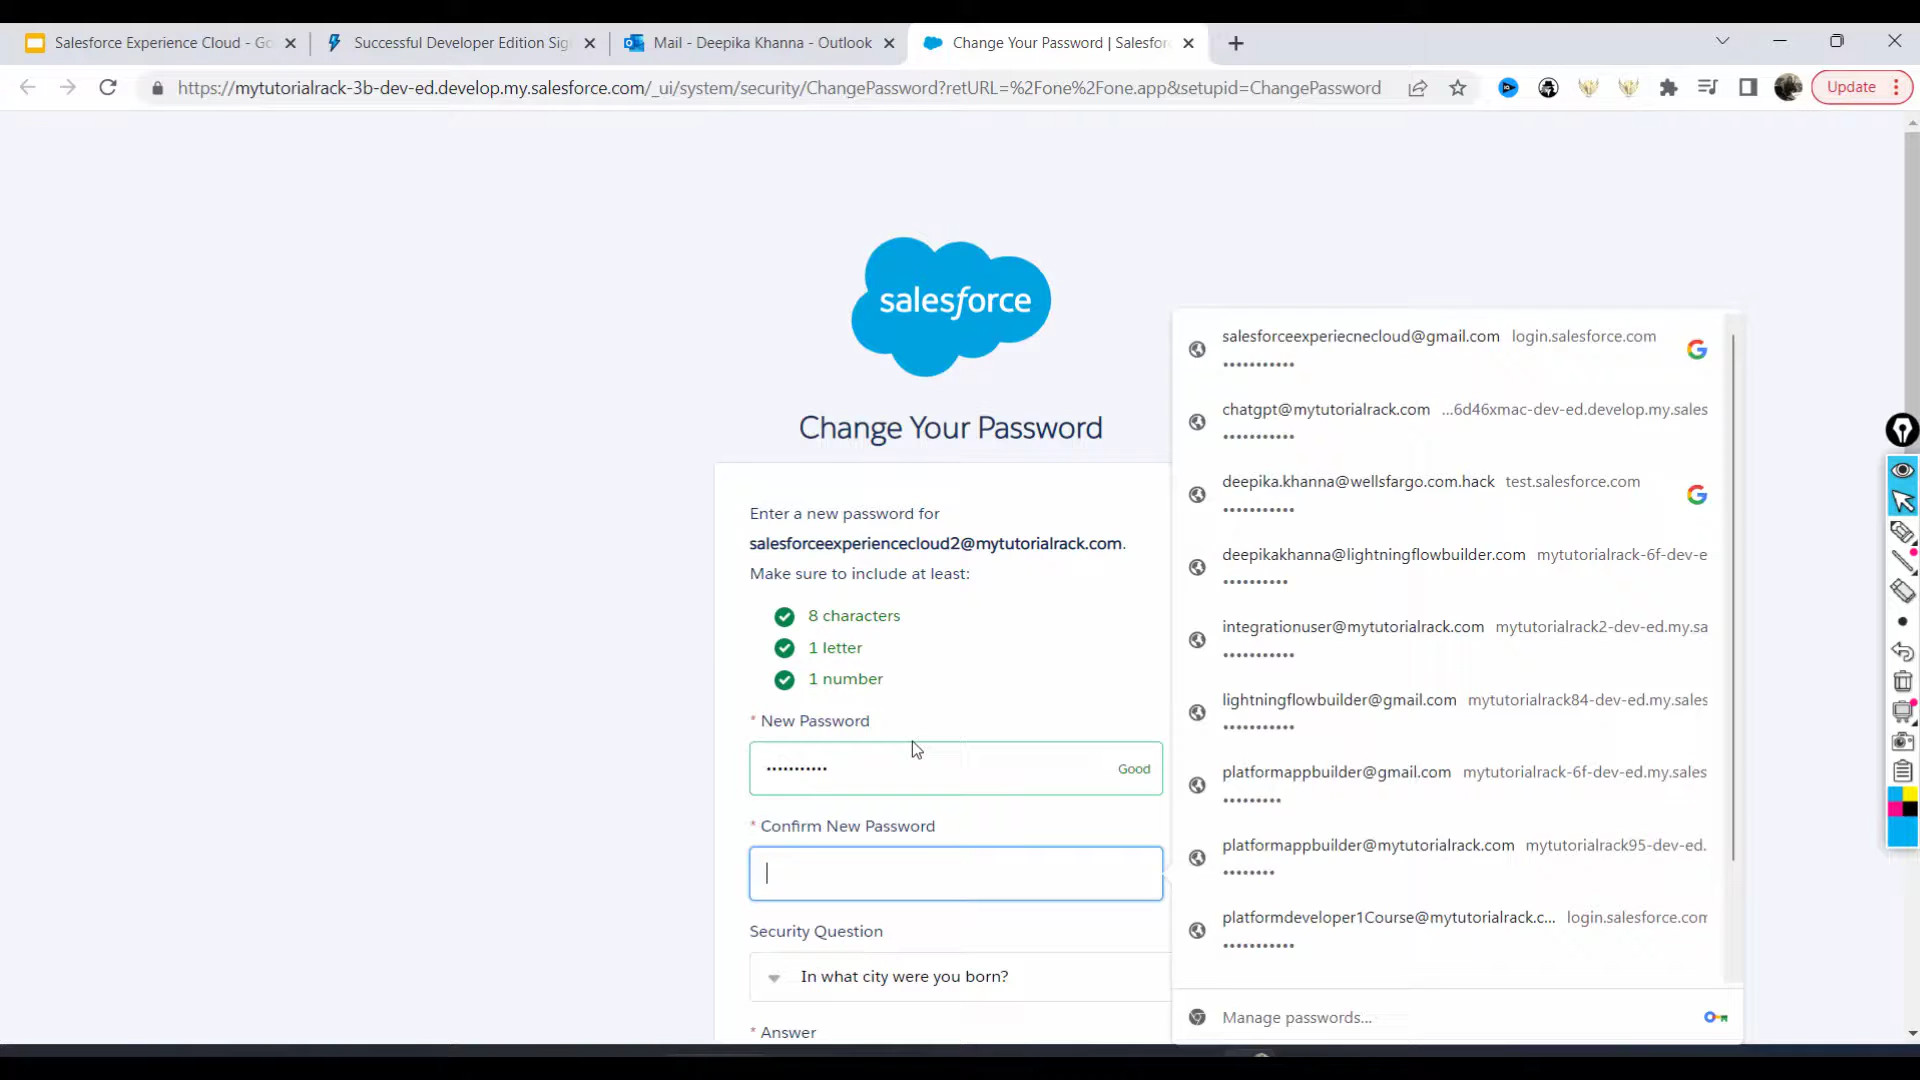 Salesforce Experience Cloud - Go
Successful Developer Edition Sig
Mail - Deepika Khanna - Outlook
Change Your Password | Salesfor
https://mytutorialrack-3b-dev-ed.develop.my.salesforce.com/_ui/system/security/ChangePassword?retURL=%2Fone%2Fone.app&setupid=ChangePassword
Update
salesforce
Change Your Password
Enter a new password for
salesforceexperiencecloud2@mytutorialrack.com.
Make sure to include at least:
8 characters
1 letter
1 number
* New Password
•••••••••••
Good
* Confirm New Password
Security Question
In what city were you born?
* Answer
salesforceexperiecnecloud@gmail.com login.salesforce.com
•••••••••••
chatgpt@mytutorialrack.com ...6d46xmac-dev-ed.develop.my.sales
•••••••••••
deepika.khanna@wellsfargo.com.hack test.salesforce.com
•••••••••••
deepikakhanna@lightningflowbuilder.com mytutorialrack-6f-dev-e
••••••••••
integrationuser@mytutorialrack.com mytutorialrack2-dev-ed.my.sa
•••••••••••
lightningflowbuilder@gmail.com mytutorialrack84-dev-ed.my.sales
•••••••••••
platformappbuilder@gmail.com mytutorialrack-6f-dev-ed.my.sales
•••••••••
platformappbuilder@mytutorialrack.com mytutorialrack95-dev-ed.
••••••••
platformdeveloper1Course@mytutorialrack.c... login.salesforce.com
•••••••••••
Manage passwords...